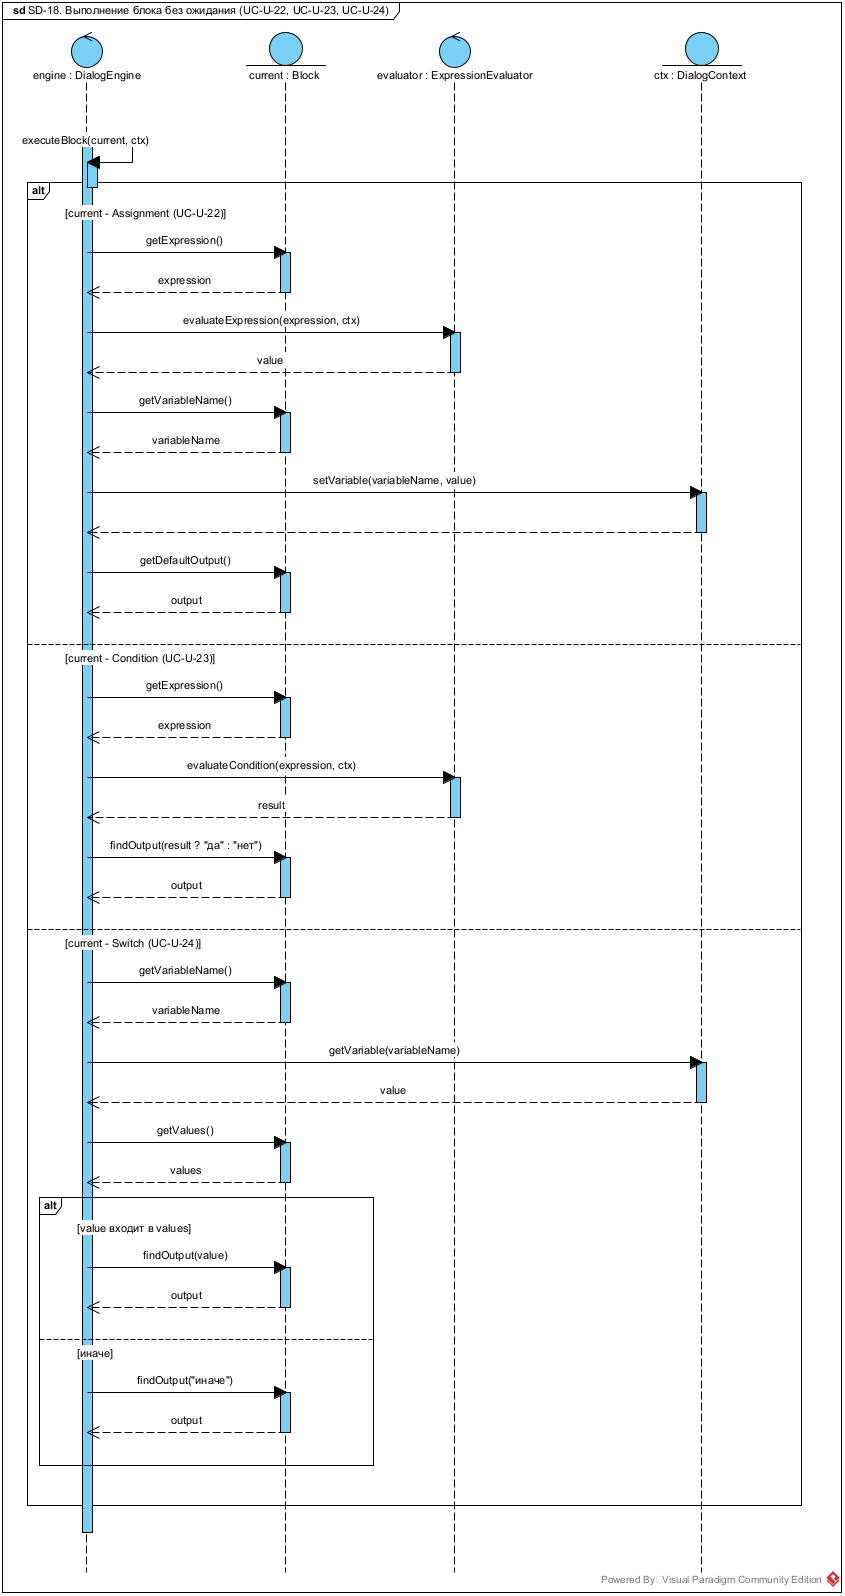 sd SD-18. Выполнение блока без ожидания (UC-U-22, UC-U-23, UC-U-24)
engine : DialogEngine
current : Block
evaluator : ExpressionEvaluator
ctx : DialogContext
executeBlock(current, ctx)
alt
[current - Assignment (UC-U-22)]
getExpression()
expression
evaluateExpression(expression, ctx)
value
getVariableName()
variableName
setVariable(variableName, value)
getDefaultOutput()
output
[current - Condition (UC-U-23)]
getExpression()
expression
evaluateCondition(expression, ctx)
result
findOutput(result ? "да" : "нет")
output
[current - Switch (UC-U-24)]
getVariableName()
variableName
getVariable(variableName)
value
getValues()
values
alt
[value входит в values]
findOutput(value)
output
[иначе]
findOutput("иначе")
output
Powered By Visual Paradigm Community Edition